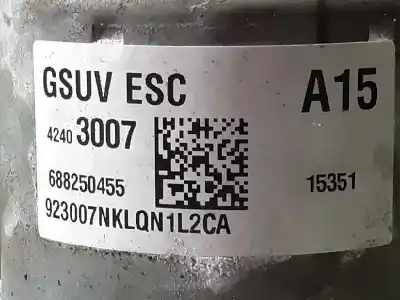 GSUV ESC A15
4240 3007
688250455 15351
923007NKLQN1L2CA